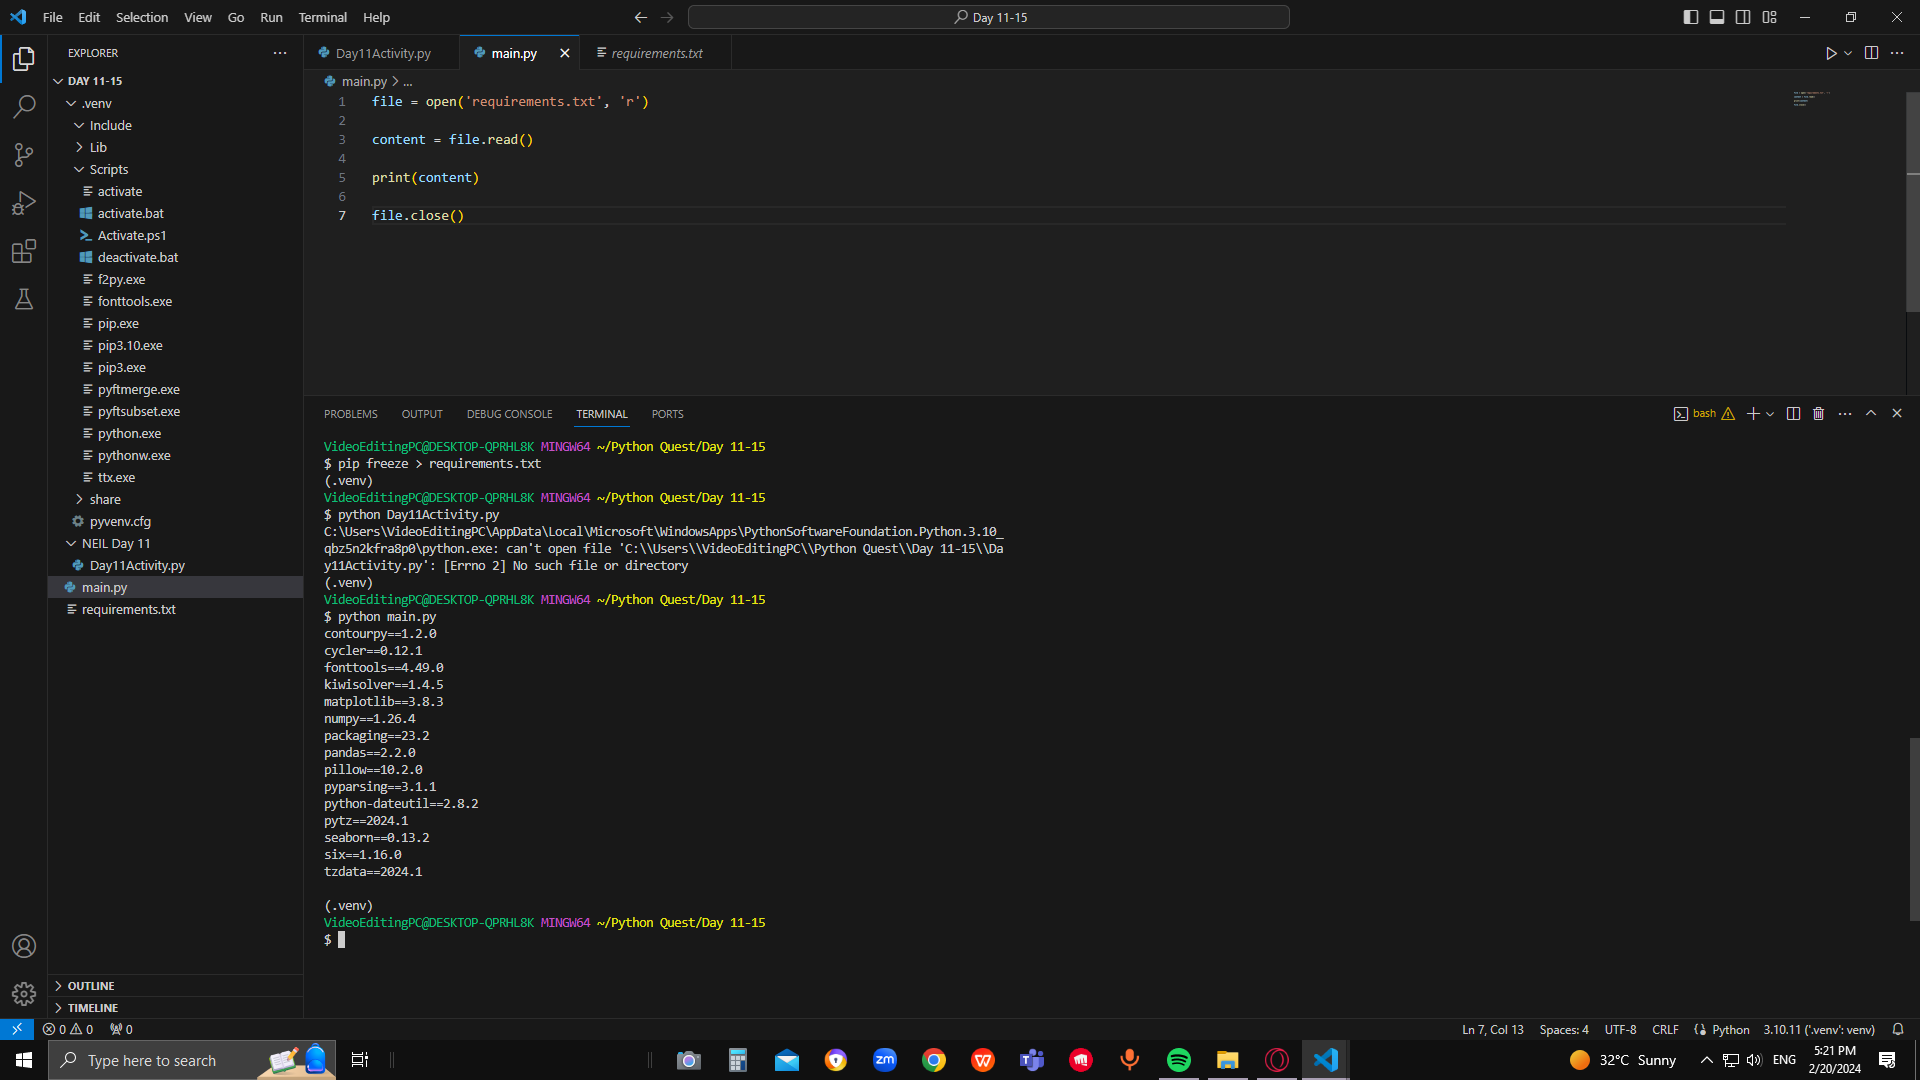 File Edit Selection View Go Run Terminal Help
Day 11-15
EXPLORER
DAY 11-15
.venv
Include
Lib
Scripts
activate
activate.bat
Activate.ps1
deactivate.bat
f2py.exe
fonttools.exe
pip.exe
pip3.10.exe
pip3.exe
pyftmerge.exe
pyftsubset.exe
python.exe
pythonw.exe
ttx.exe
share
pyvenv.cfg
NEIL Day 11
Day11Activity.py
main.py
requirements.txt
OUTLINE
TIMELINE
Day11Activity.py main.py requirements.txt
main.py > ...
1 file = open('requirements.txt', 'r')
2
3 content = file.read()
4
5 print(content)
6
7 file.close()
PROBLEMS OUTPUT DEBUG CONSOLE TERMINAL PORTS
bash
VideoEditingPC@DESKTOP-QPRHL8K MINGW64 ~/Python Quest/Day 11-15
$ pip freeze > requirements.txt
(.venv)
VideoEditingPC@DESKTOP-QPRHL8K MINGW64 ~/Python Quest/Day 11-15
$ python Day11Activity.py
C:\Users\VideoEditingPC\AppData\Local\Microsoft\WindowsApps\PythonSoftwareFoundation.Python.3.10_
qbz5n2kfra8p0\python.exe: can't open file 'C:\\Users\\VideoEditingPC\\Python Quest\\Day 11-15\\Da
y11Activity.py': [Errno 2] No such file or directory
(.venv)
VideoEditingPC@DESKTOP-QPRHL8K MINGW64 ~/Python Quest/Day 11-15
$ python main.py
contourpy==1.2.0
cycler==0.12.1
fonttools==4.49.0
kiwisolver==1.4.5
matplotlib==3.8.3
numpy==1.26.4
packaging==23.2
pandas==2.2.0
pillow==10.2.0
pyparsing==3.1.1
python-dateutil==2.8.2
pytz==2024.1
seaborn==0.13.2
six==1.16.0
tzdata==2024.1
(.venv)
VideoEditingPC@DESKTOP-QPRHL8K MINGW64 ~/Python Quest/Day 11-15
$
0 0 0
Ln 7, Col 13 Spaces: 4 UTF-8 CRLF Python 3.10.11 ('.venv': venv)
Type here to search
zm
32°C Sunny
ENG
5:21 PM
2/20/2024